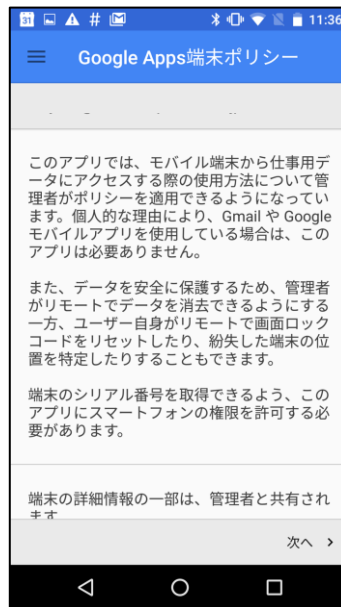 31 # 11:36
Google Apps端末ポリシー
このアプリでは、モバイル端末から仕事用デ
ータにアクセスする際の使用方法について管
理者がポリシーを適用できるようになってい
ます。個人的な理由により、Gmail や Google
モバイルアプリを使用している場合は、この
アプリは必要ありません。
また、データを安全に保護するため、管理者
がリモートでデータを消去できるようにする
一方、ユーザー自身がリモートで画面ロック
コードをリセットしたり、紛失した端末の位
置を特定したりすることもできます。
端末のシリアル番号を取得できるよう、この
アプリにスマートフォンの権限を許可する必
要があります。
端末の詳細情報の一部は、管理者と共有され
ます
次へ